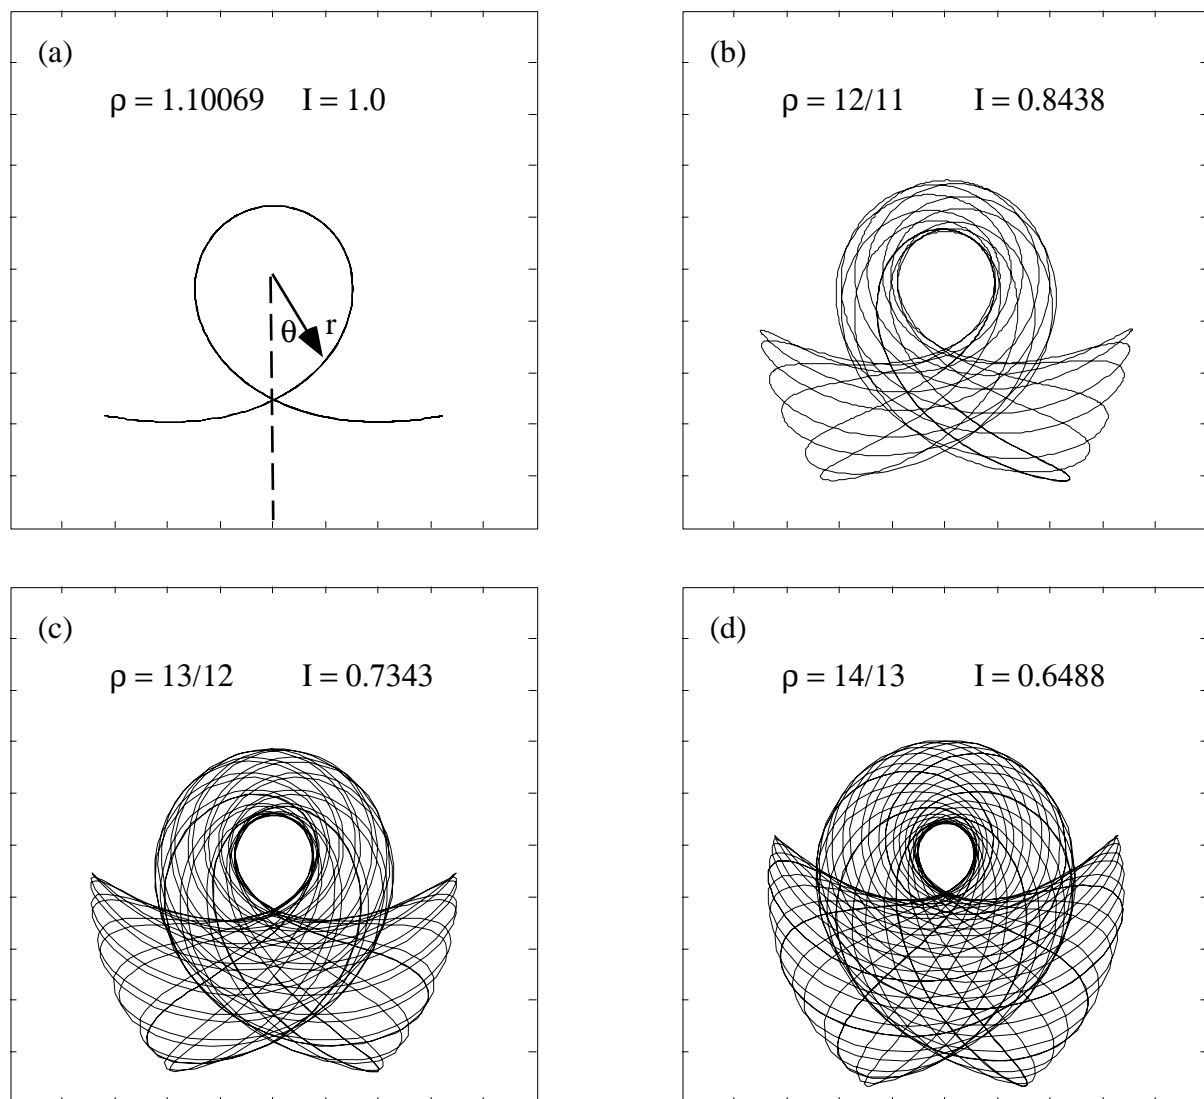 (a)
ρ = 1.10069 I = 1.0
θ r
(b)
ρ = 12/11 I = 0.8438
(c)
ρ = 13/12 I = 0.7343
(d)
ρ = 14/13 I = 0.6488